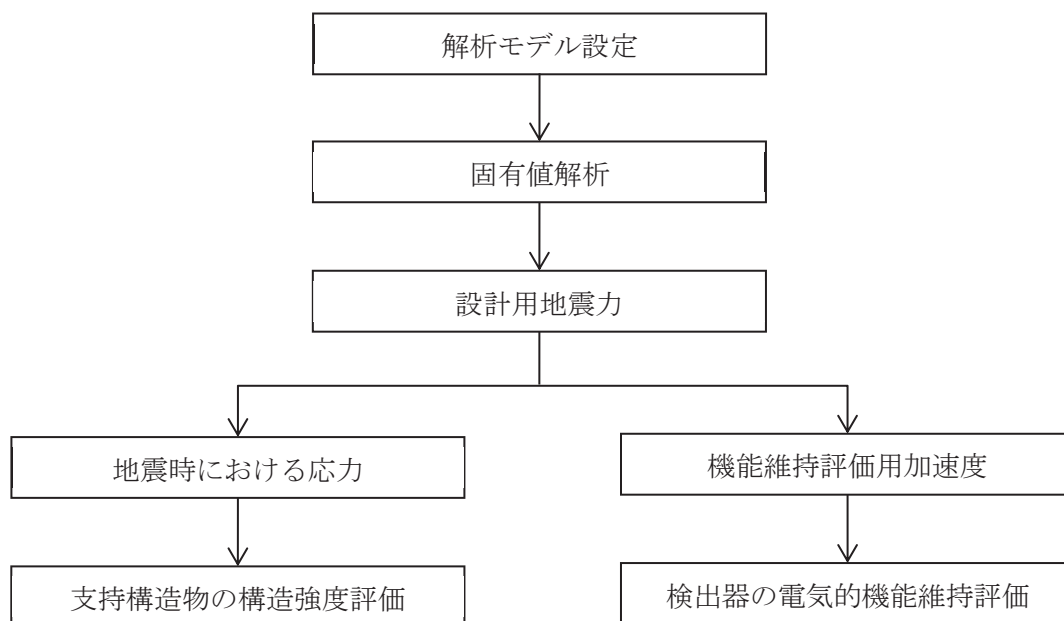 解析モデル設定
固有値解析
設計用地震力
地震時における応力
機能維持評価用加速度
支持構造物の構造強度評価
検出器の電気的機能維持評価